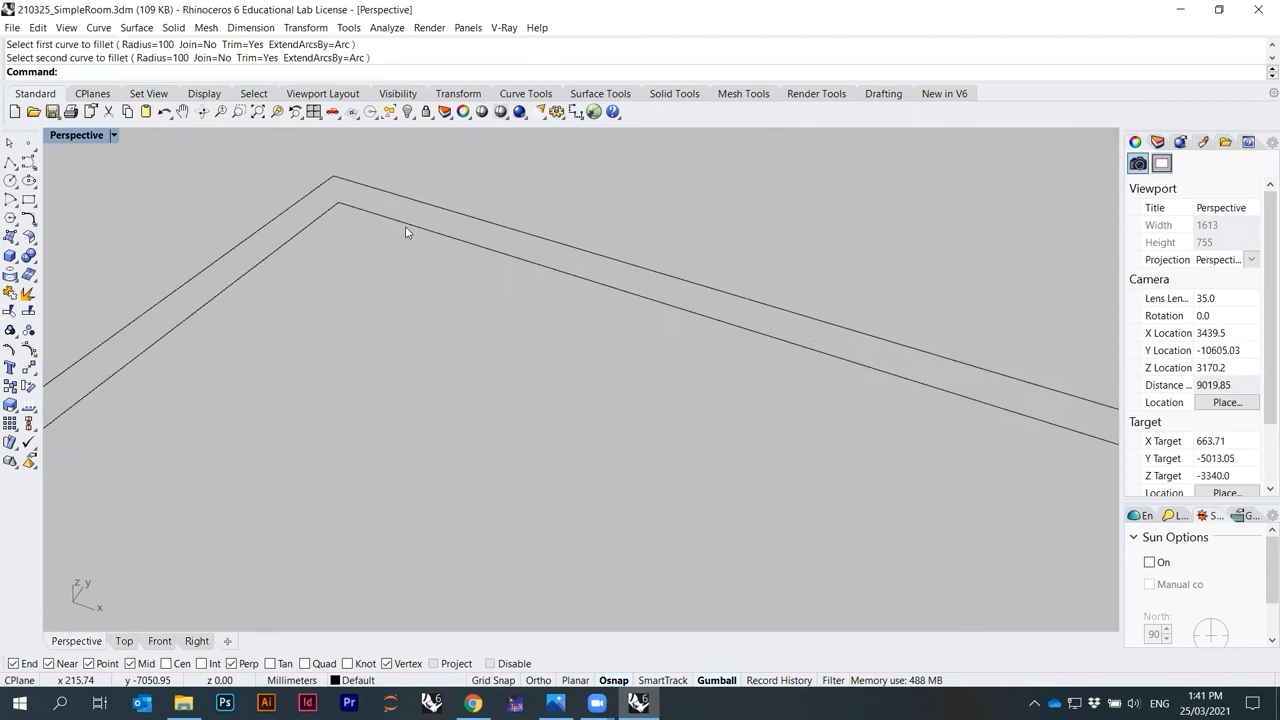 210325_SimpleRoom.3dm (109 KB) - Rhinoceros 6 Educational Lab License - [Perspective]
File Edit View Curve Surface Solid Mesh Dimension Transform Tools Analyze Render Panels V-Ray Help
Select first curve to fillet ( Radius=100 Join=No Trim=Yes ExtendArcsBy=Arc )
Select second curve to fillet ( Radius=100 Join=No Trim=Yes ExtendArcsBy=Arc )
Command:
Standard CPlanes Set View Display Select Viewport Layout Visibility Transform Curve Tools Surface Tools Solid Tools Mesh Tools Render Tools Drafting New in V6
Perspective
Viewport
Title Perspective
Width 1613
Height 755
Projection Perspecti...
Camera
Lens Len... 35.0
Rotation 0.0
X Location 3439.5
Y Location -10605.03
Z Location 3170.2
Distance ... 9019.85
Location Place...
Target
X Target 663.71
Y Target -5013.05
Z Target -3340.0
Location Place...
En L... S... G...
Sun Options
On
Manual co
North:
90
z y
x
Perspective Top Front Right
End Near Point Mid Cen Int Perp Tan Quad Knot Vertex Project Disable
CPlane x 215.74 y -7050.95 z 0.00 Millimeters Default Grid Snap Ortho Planar Osnap SmartTrack Gumball Record History Filter Memory use: 488 MB
Ps Ai Id Pr
1:41 PM
25/03/2021